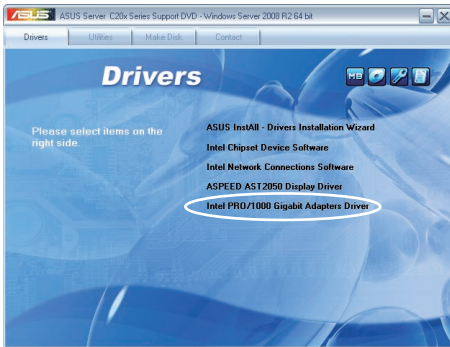 ASUS ASUS Server C20x Series Support DVD - Windows Server 2008 R2 64 bit
Drivers Utilities Make Disk Contact
Drivers
MB
Please select items on the
right side.
ASUS InstAll - Drivers Installation Wizard
Intel Chipset Device Software
Intel Network Connections Software
ASPEED AST2050 Display Driver
Intel PRO/1000 Gigabit Adapters Driver